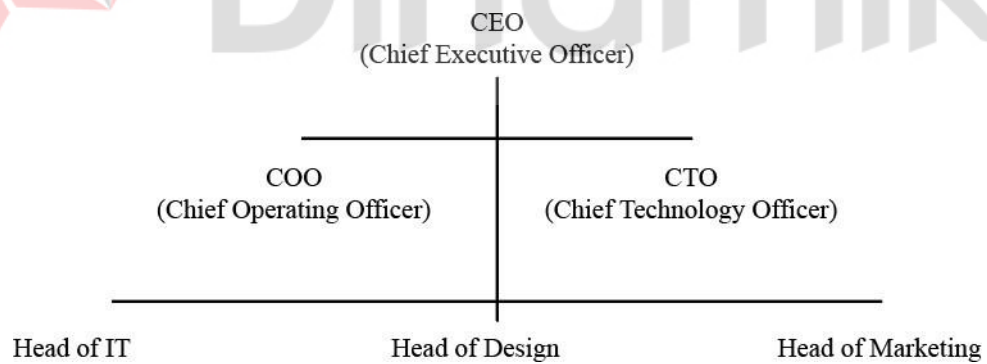 CEO
(Chief Executive Officer)
COO
(Chief Operating Officer)
CTO
(Chief Technology Officer)
Head of IT
Head of Design
Head of Marketing